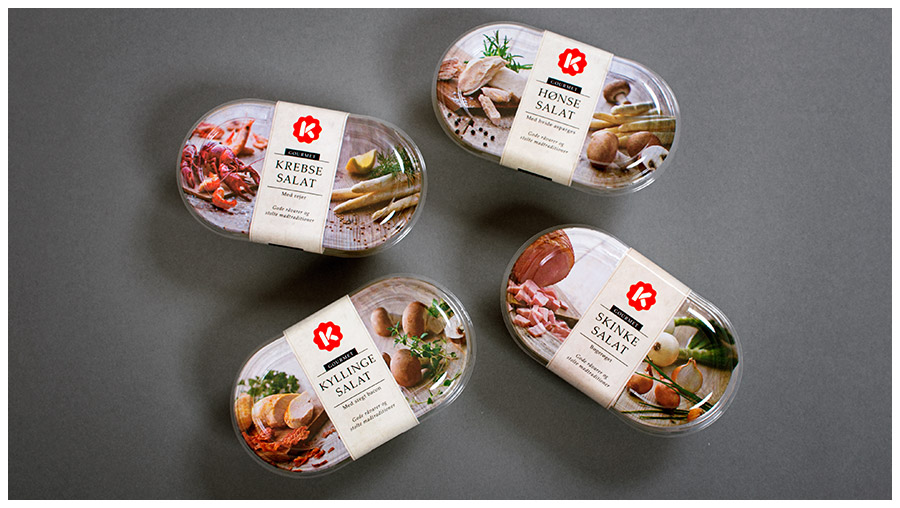 K
GOURMET
HØNSE
SALAT
Med hvide asparges
Gode råvarer og
stolte madtraditioner
K
GOURMET
KREBSE
SALAT
Med rejer
Gode råvarer og
stolte madtraditioner
K
GOURMET
SKINKE
SALAT
Bøgerøget
Gode råvarer og
stolte madtraditioner
K
GOURMET
KYLLINGE
SALAT
Med stegt bacon
Gode råvarer og
stolte madtraditioner